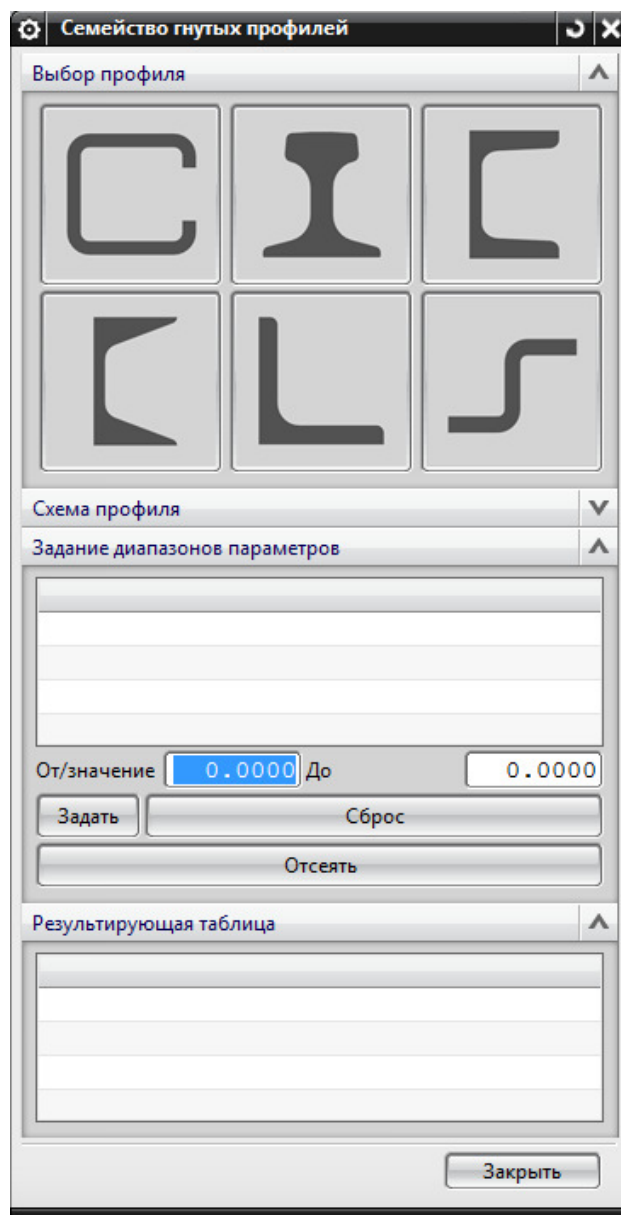 Семейство гнутых профилей
Выбор профиля
Схема профиля
Задание диапазонов параметров
От/значение 0.0000 До 0.0000
Задать Сброс
Отсеять
Результирующая таблица
Закрыть